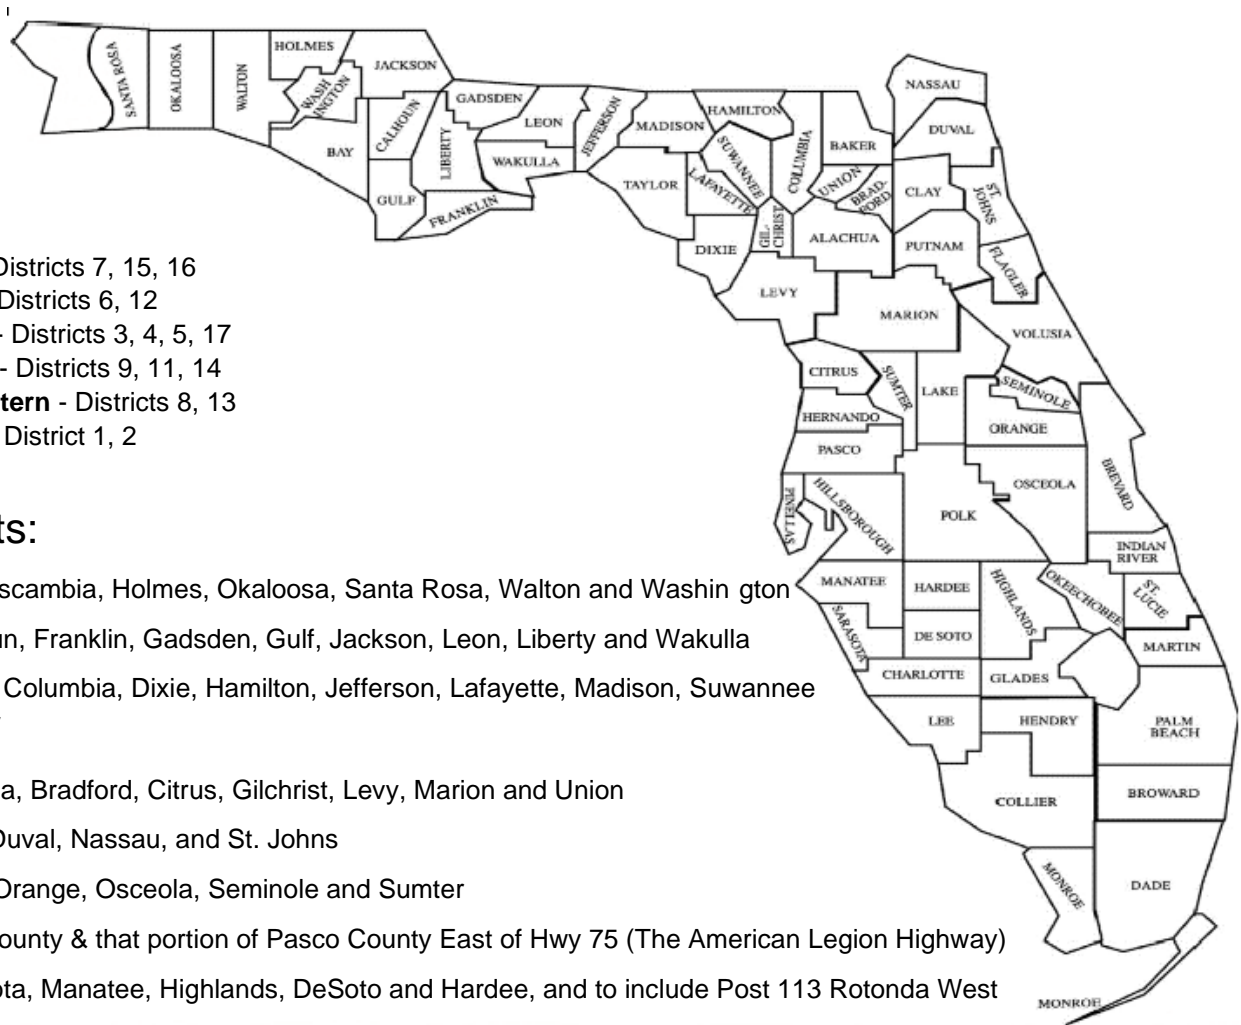 SANTA ROSA
OKALOOSA
WALTON
HOLMES
WASH
INGTON
JACKSON
BAY
CALHOUN
GULF
LIBERTY
GADSDEN
FRANKLIN
LEON
WAKULLA
JEFFERSON
MADISON
TAYLOR
HAMILTON
SUWANNEE
LAFAYETTE
DIXIE
COLUMBIA
GIL-
CHRIST
BAKER
UNION
BRAD-
FORD
ALACHUA
LEVY
NASSAU
DUVAL
CLAY
ST.
JOHNS
PUTNAM
FLAGLER
MARION
VOLUSIA
CITRUS
SUMTER
LAKE
SEMINOLE
ORANGE
HERNANDO
PASCO
PINELLAS
HILLSBOROUGH
POLK
OSCEOLA
BREVARD
INDIAN
RIVER
MANATEE
HARDEE
HIGHLANDS
OKEECHOBEE
ST.
LUCIE
SARASOTA
DE SOTO
MARTIN
CHARLOTTE
GLADES
LEE
HENDRY
PALM
BEACH
COLLIER
BROWARD
MONROE
DADE
MONROE
Districts 7, 15, 16
Districts 6, 12
- Districts 3, 4, 5, 17
- Districts 9, 11, 14
tern - Districts 8, 13
District 1, 2
ts:
scambia, Holmes, Okaloosa, Santa Rosa, Walton and Washin gton
un, Franklin, Gadsden, Gulf, Jackson, Leon, Liberty and Wakulla
Columbia, Dixie, Hamilton, Jefferson, Lafayette, Madison, Suwannee
a, Bradford, Citrus, Gilchrist, Levy, Marion and Union
Duval, Nassau, and St. Johns
Orange, Osceola, Seminole and Sumter
ounty & that portion of Pasco County East of Hwy 75 (The American Legion Highway)
ota, Manatee, Highlands, DeSoto and Hardee, and to include Post 113 Rotonda West